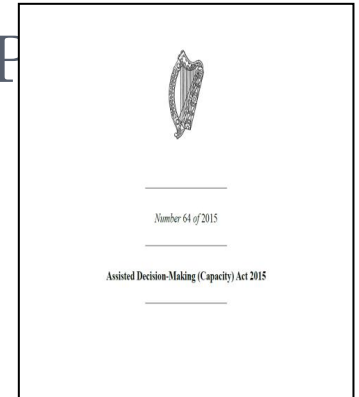 P
Number 64 of 2015
Assisted Decision-Making (Capacity) Act 2015